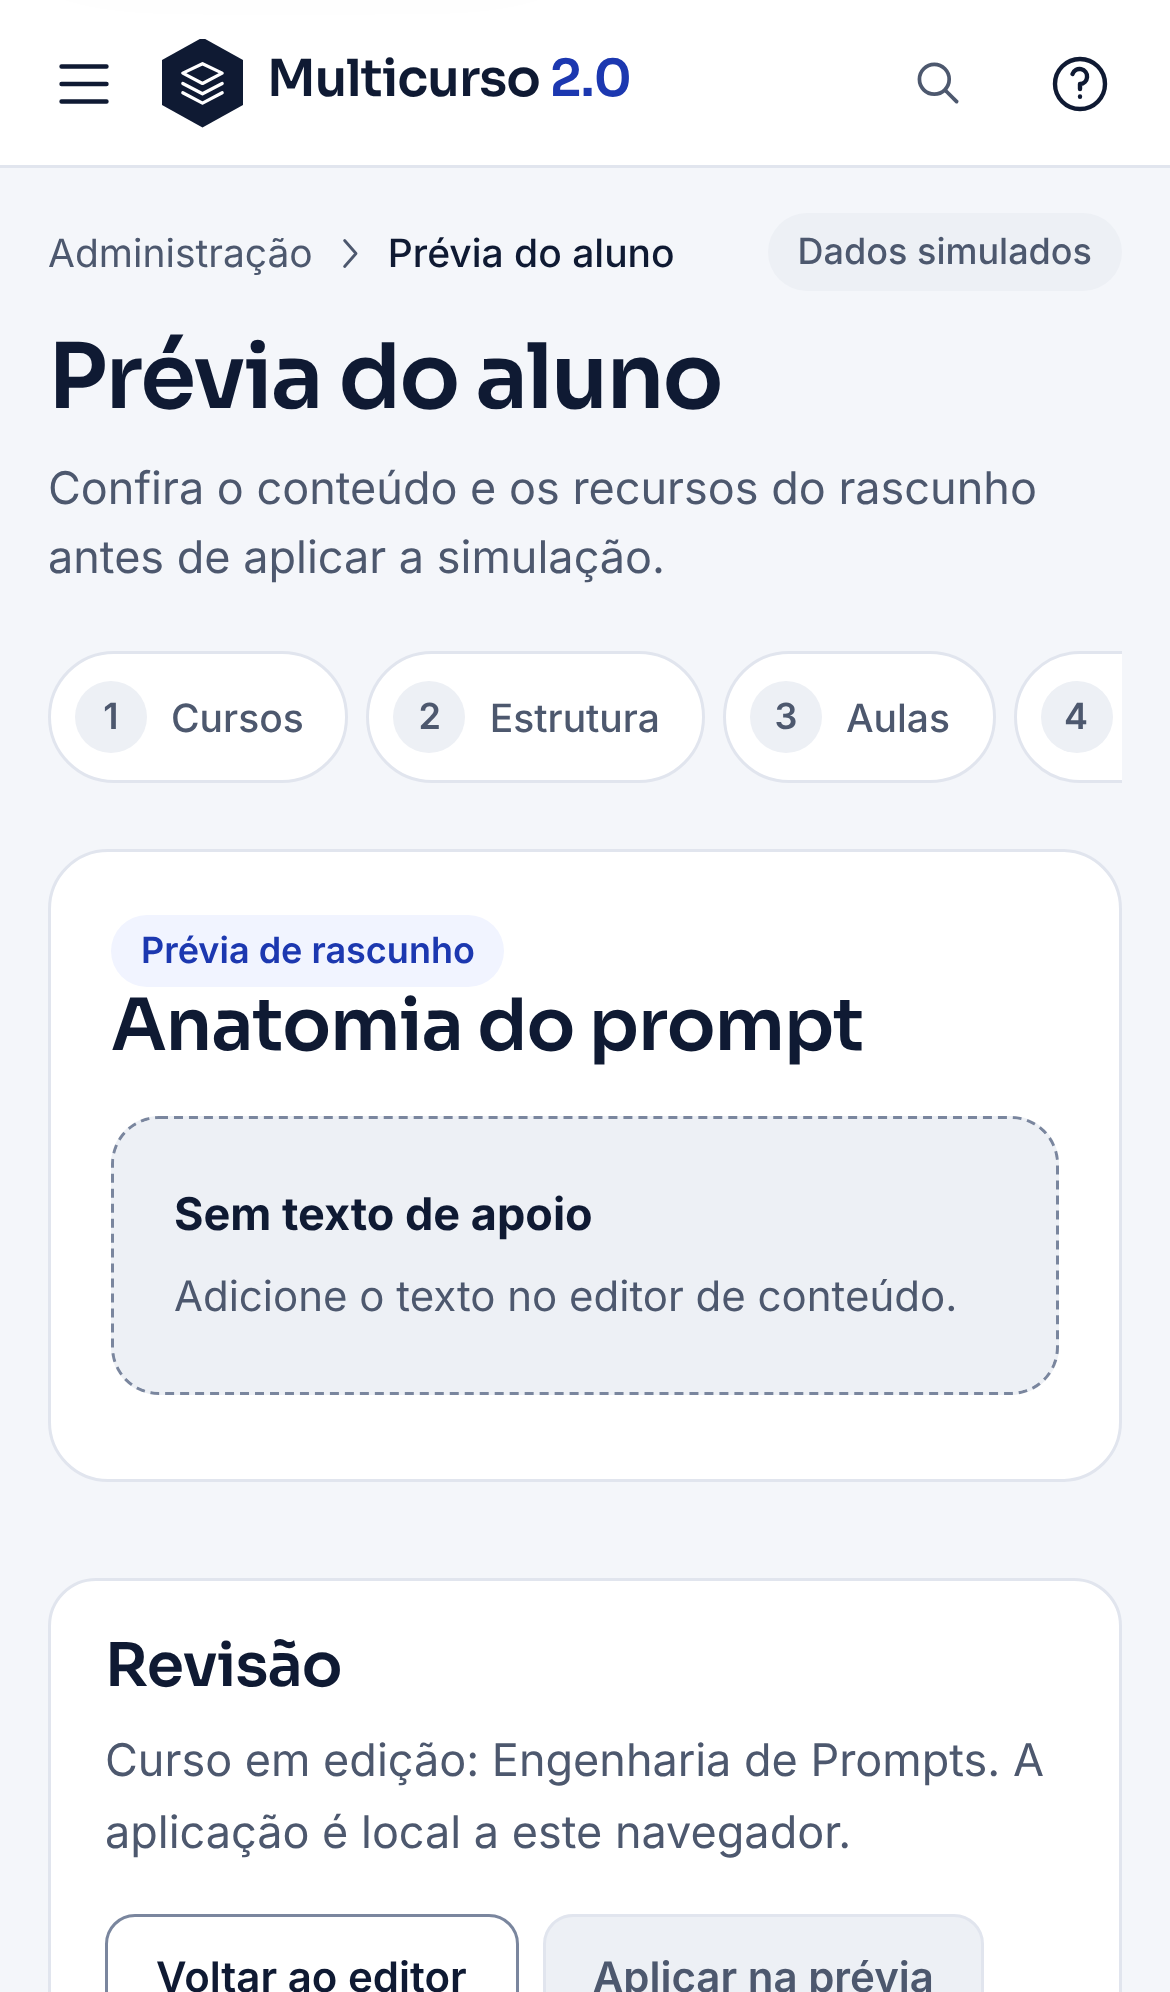 Multicurso 2.0
Administração > Prévia do aluno
Dados simulados
Prévia do aluno
Confira o conteúdo e os recursos do rascunho
antes de aplicar a simulação.
1 Cursos
2 Estrutura
3 Aulas
4
Prévia de rascunho
Anatomia do prompt
Sem texto de apoio
Adicione o texto no editor de conteúdo.
Revisão
Curso em edição: Engenharia de Prompts. A
aplicação é local a este navegador.
Voltar ao editor
Aplicar na prévia